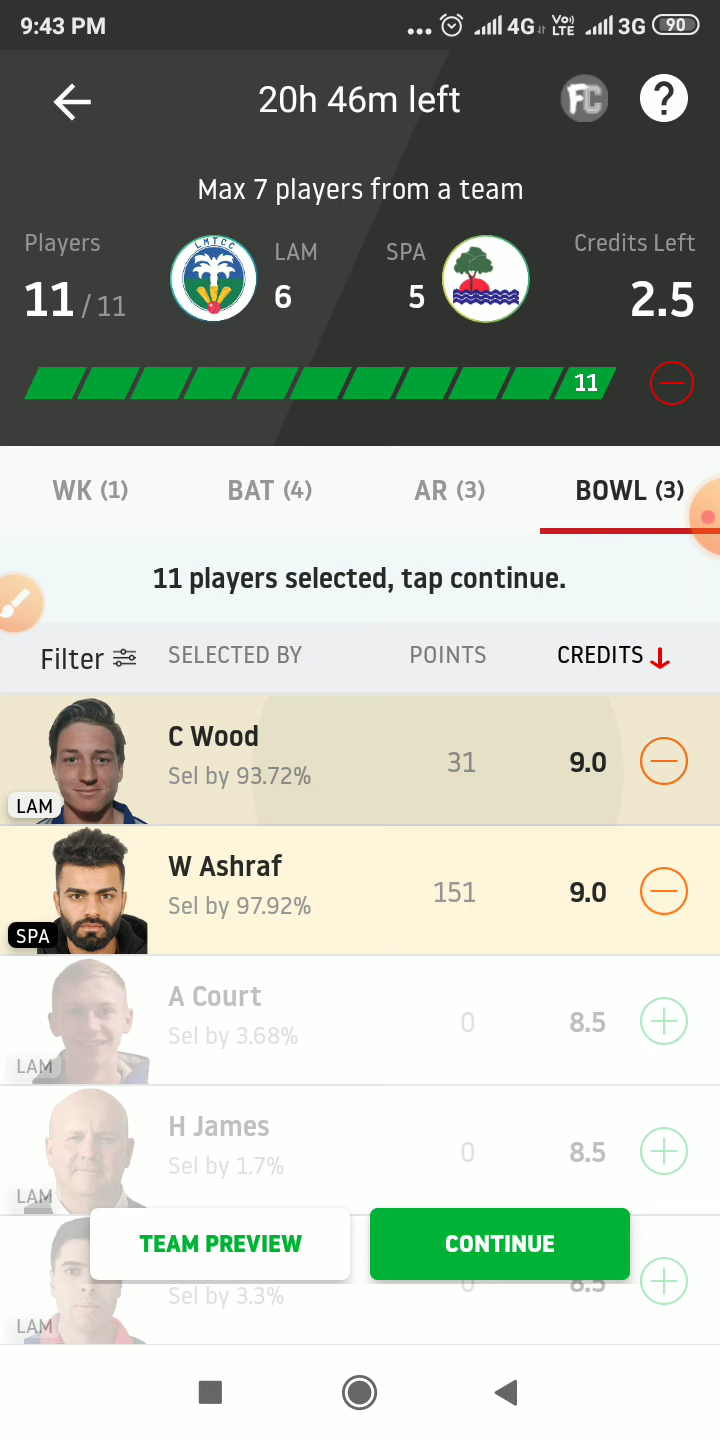 9:43 PM
4G VoI) LTE 3G 90
20h 46m left
FC ?
Max 7 players from a team
Players LAM SPA Credits Left
LMTCC
11 / 11 6 5 2.5
11
WK (1) BAT (4) AR (3) BOWL (3)
11 players selected, tap continue.
Filter SELECTED BY POINTS CREDITS
C Wood
Sel by 93.72% 31 9.0
LAM
W Ashraf
Sel by 97.92% 151 9.0
SPA
A Court
Sel by 3.68% 0 8.5
LAM
H James
Sel by 1.7% 0 8.5
LAM
TEAM PREVIEW CONTINUE
Sel by 3.3% 0 8.5
LAM